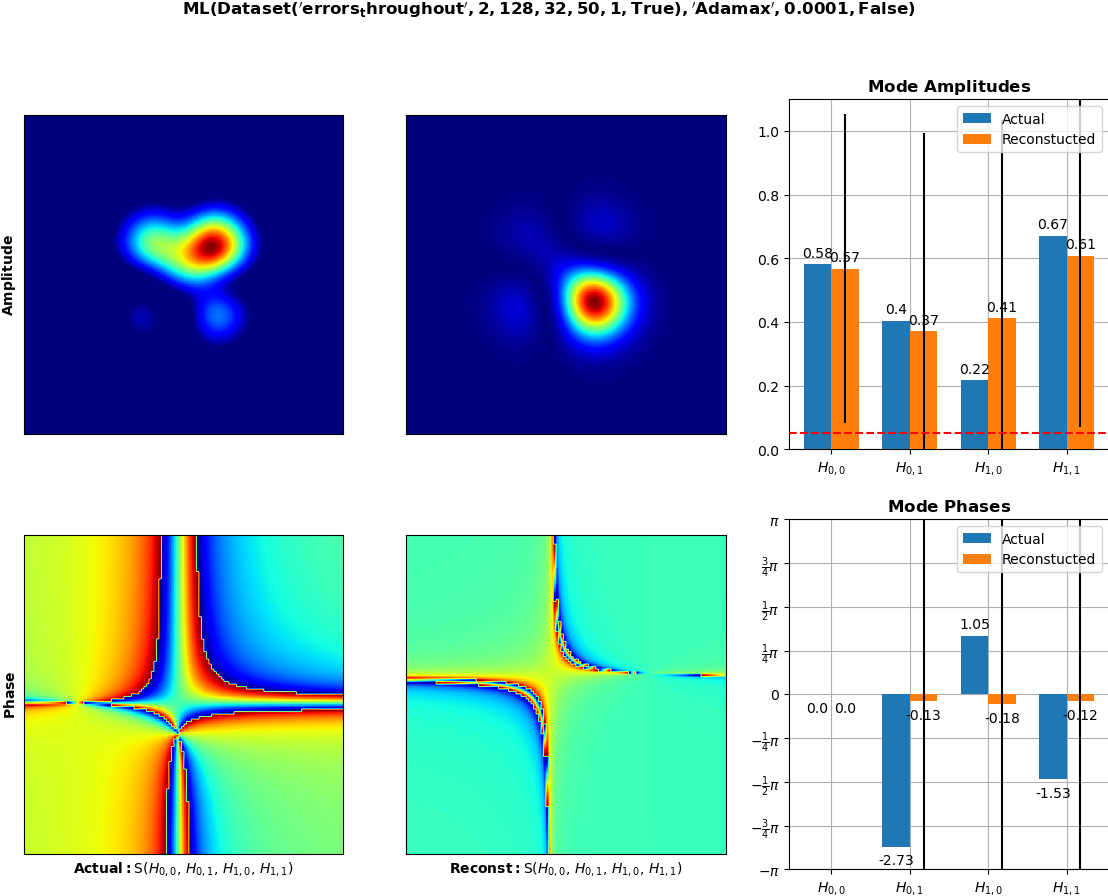 ML(Dataset('errors_throughout', 2, 128, 32, 50, 1, True), 'Adamax', 0.0001, False)
Amplitude
Mode Amplitudes
Actual
Reconstucted
1.0
0.8
0.6
0.4
0.2
0.0
0.58
0.57
0.4
0.37
0.22
0.41
0.67
0.61
H₀,₀ H₀,₁ H₁,₀ H₁,₁
Phase
Actual: S(H₀,₀, H₀,₁, H₁,₀, H₁,₁)
Reconst: S(H₀,₀, H₀,₁, H₁,₀, H₁,₁)
Mode Phases
Actual
Reconstucted
π
3/4π
1/2π
1/4π
0
−1/4π
−1/2π
−3/4π
−π
0.0
0.0
-2.73
-0.13
1.05
-0.18
-1.53
-0.12
H₀,₀ H₀,₁ H₁,₀ H₁,₁